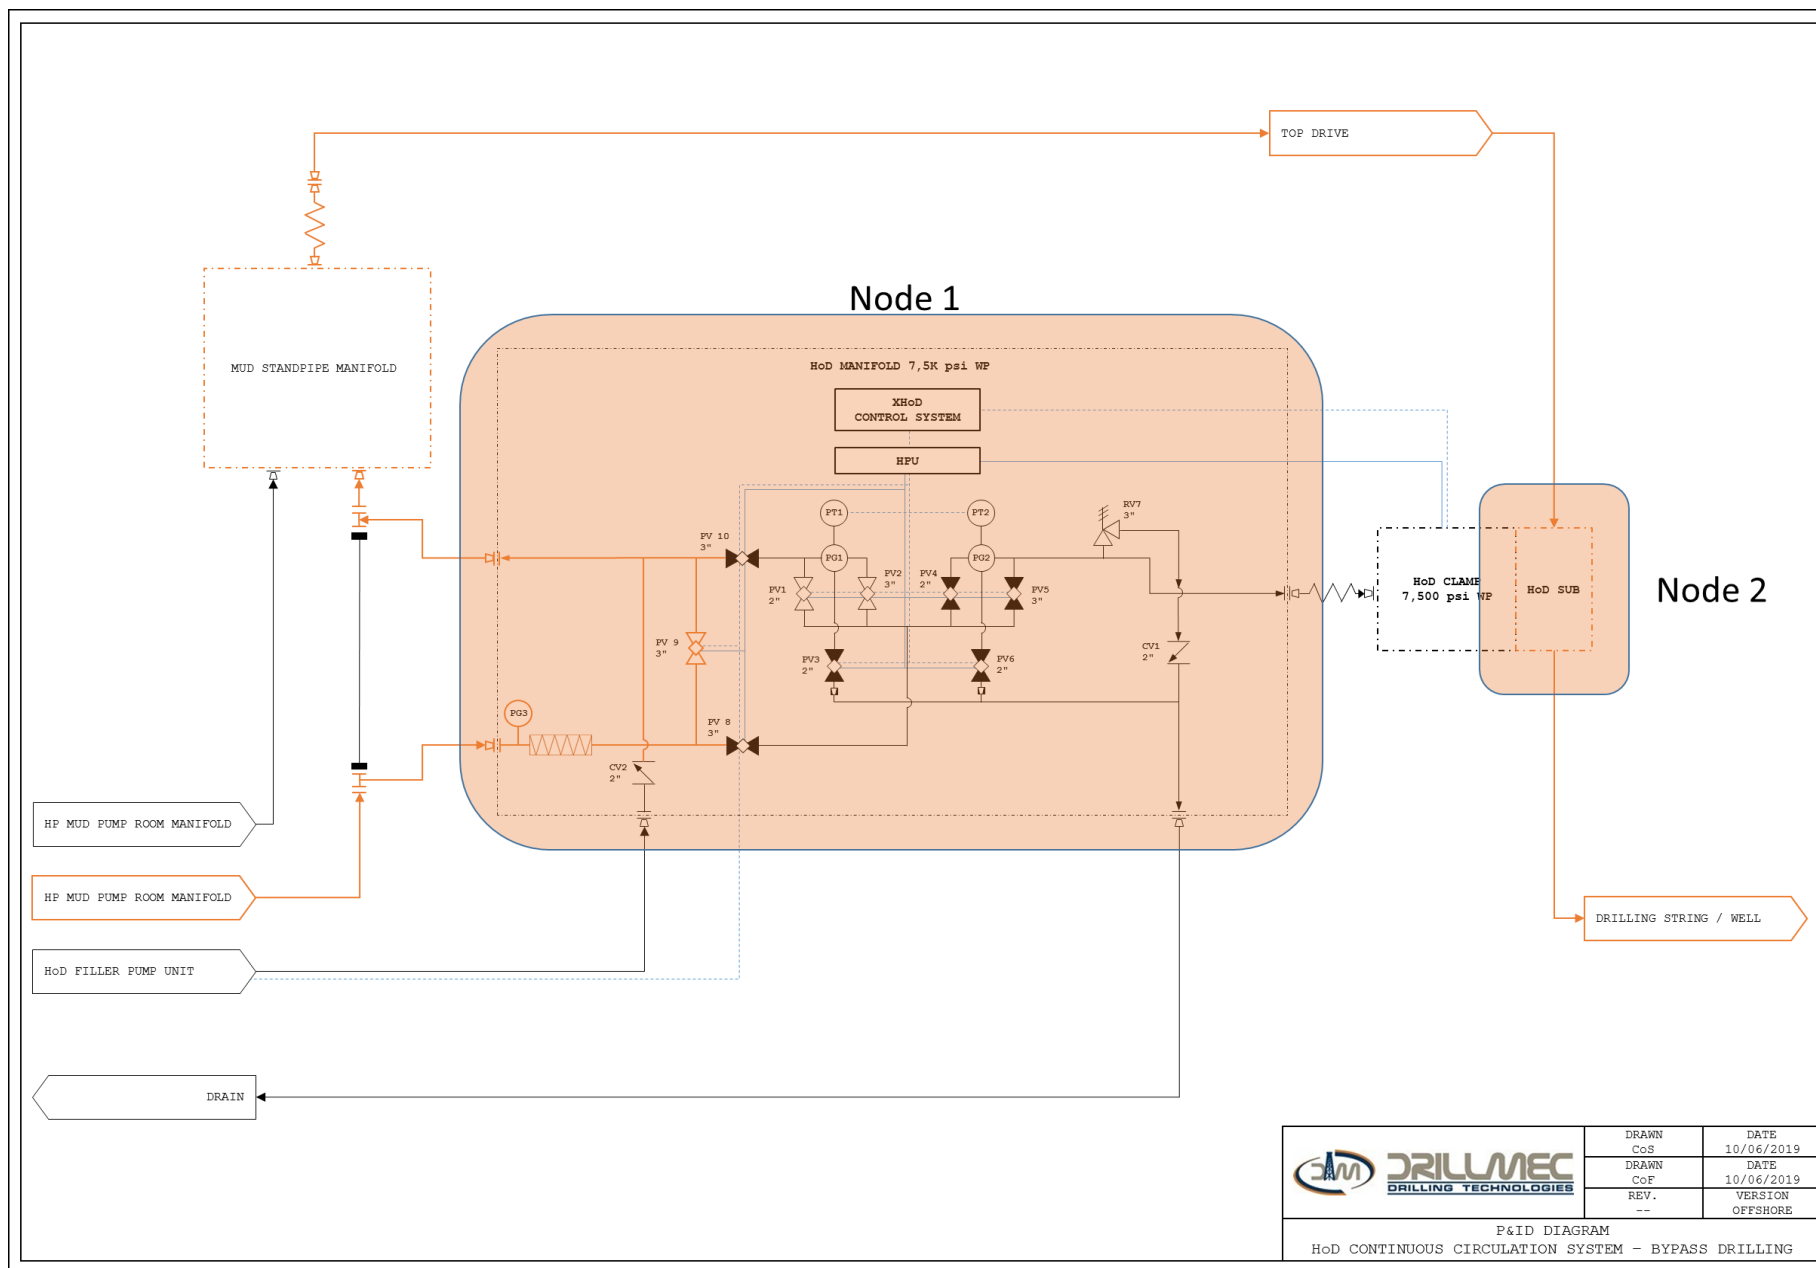 TOP DRIVE
Node 1
MUD STANDPIPE MANIFOLD
HoD MANIFOLD 7,5K psi WP
XHoD
CONTROL SYSTEM
HPU
PT1
PT2
RV7
3"
PV 10
3"
PG1
PG2
PV1
2"
PV2
3"
PV4
2"
PV5
3"
HoD CLAMP
7,500 psi WP
HoD SUB
Node 2
PV 9
3"
PV3
2"
PV6
2"
CV1
2"
PG3
PV 8
3"
CV2
2"
HP MUD PUMP ROOM MANIFOLD
HP MUD PUMP ROOM MANIFOLD
DRILLING STRING / WELL
HoD FILLER PUMP UNIT
DRAIN
DM
DRILLMEC
DRILLING TECHNOLOGIES
DRAWN
CoS
DATE
10/06/2019
DRAWN
CoF
DATE
10/06/2019
REV.
--
VERSION
OFFSHORE
P&ID DIAGRAM
HoD CONTINUOUS CIRCULATION SYSTEM – BYPASS DRILLING